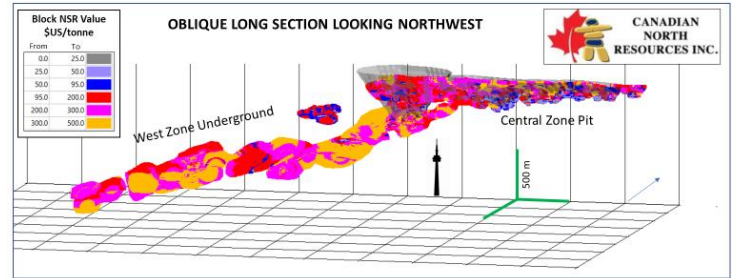 OBLIQUE LONG SECTION LOOKING NORTHWEST
Block NSR Value
$US/tonne
From To
0.0 25.0
25.0 50.0
50.0 95.0
95.0 200.0
200.0 300.0
300.0 500.0
CANADIAN
NORTH
RESOURCES INC.
West Zone Underground
Central Zone Pit
500 m